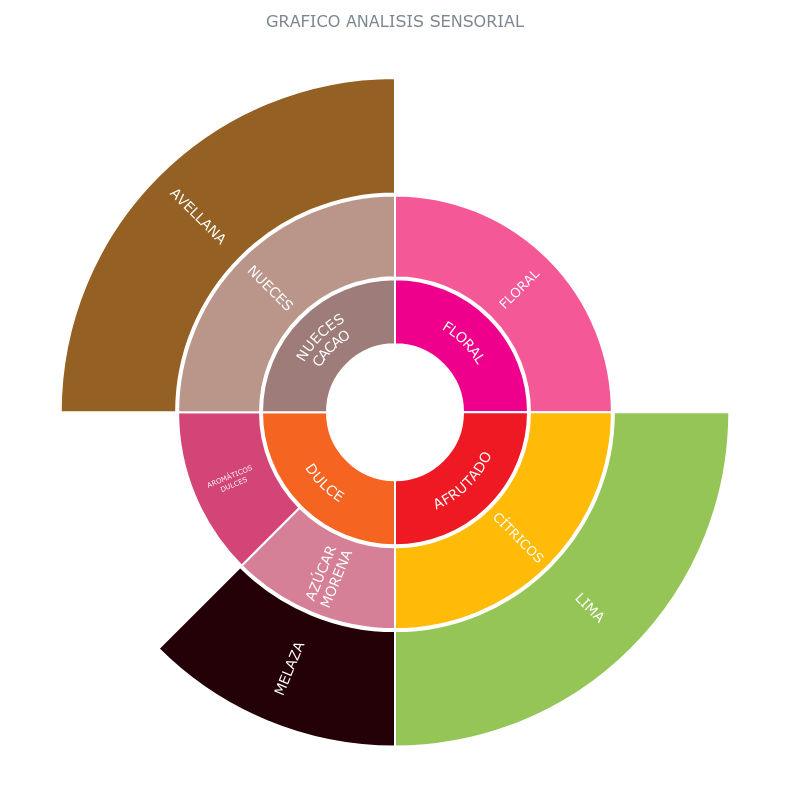 GRAFICO ANALISIS SENSORIAL
AVELLANA
NUECES
NUECES
CACAO
FLORAL
FLORAL
DULCE
AFRUTADO
AROMÁTICOS
DULCES
AZÚCAR
MORENA
CÍTRICOS
LIMA
MELAZA